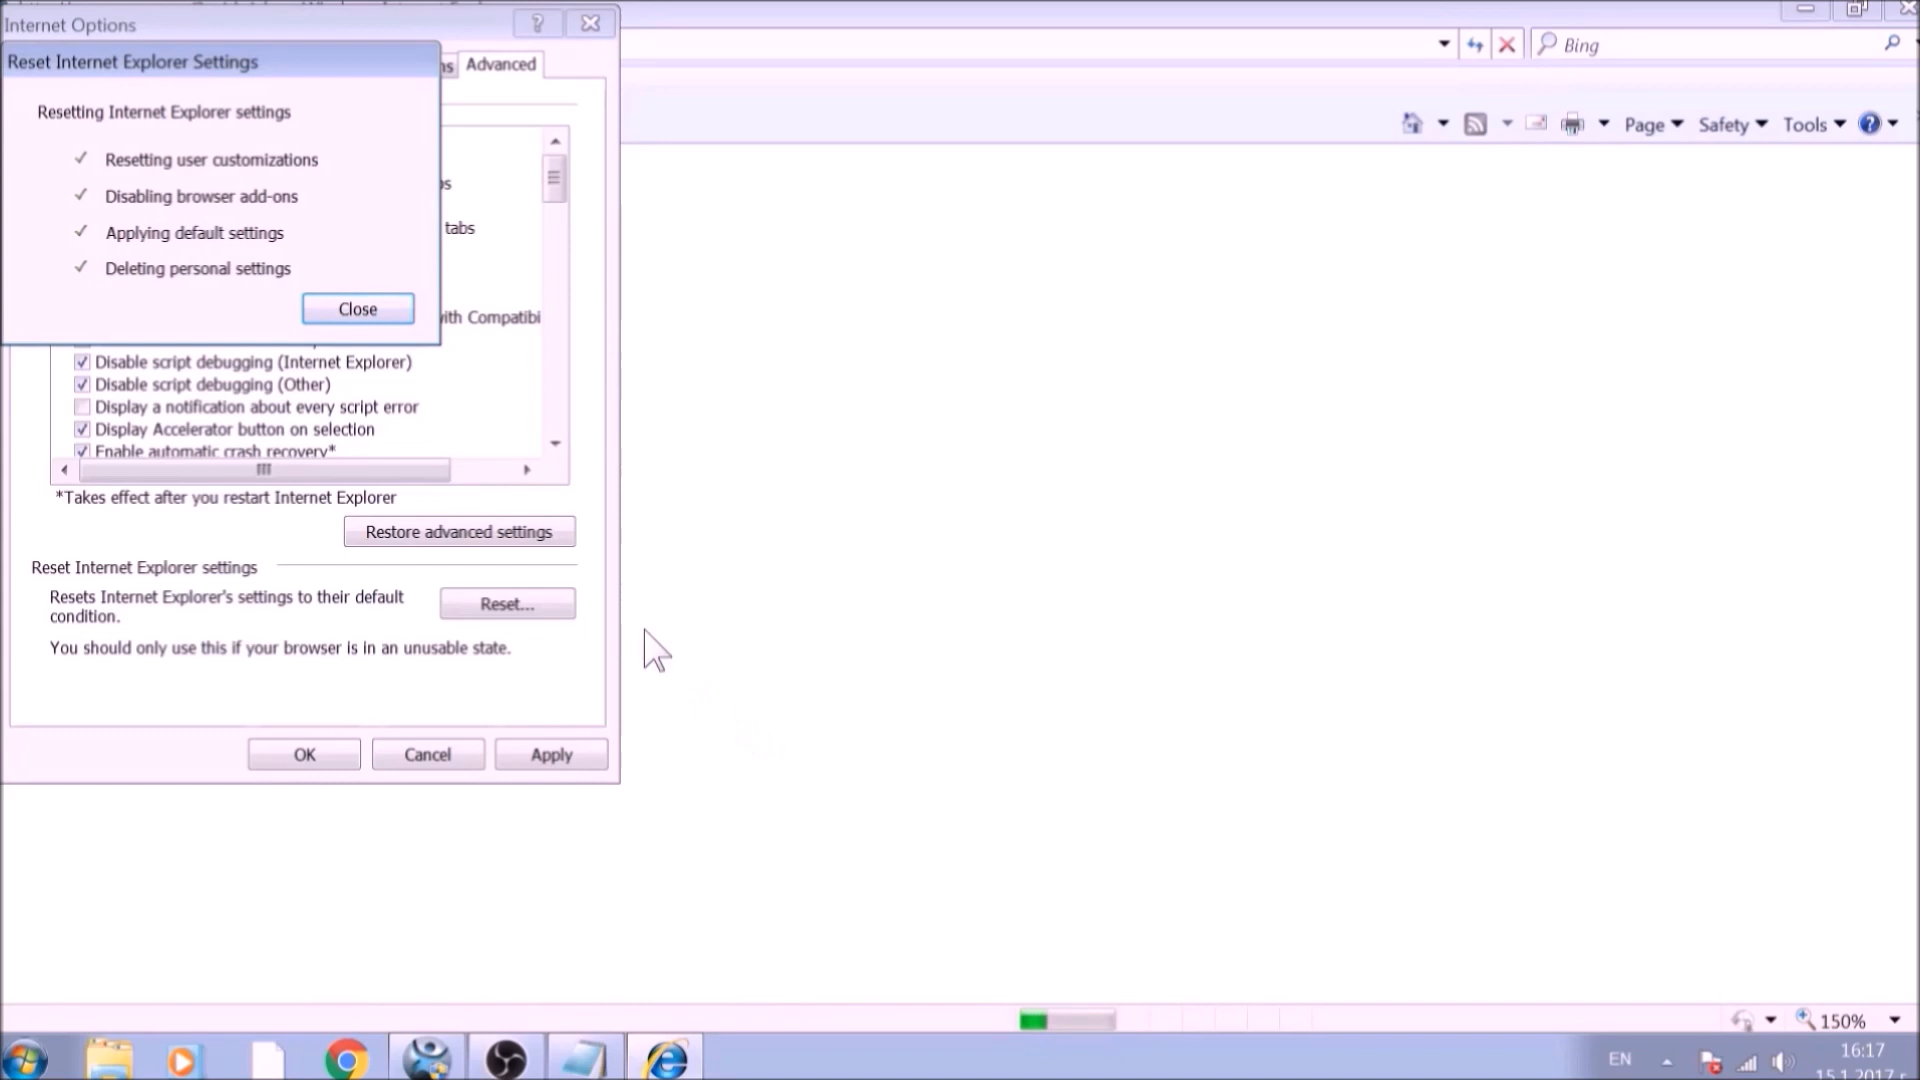 Internet Options
Reset Internet Explorer Settings
Advanced
Bing
Resetting Internet Explorer settings
Page
Safety
Tools
Resetting user customizations
Disabling browser add-ons
tabs
Applying default settings
Deleting personal settings
Close
with Compatibi
Disable script debugging (Internet Explorer)
Disable script debugging (Other)
Display a notification about every script error
Display Accelerator button on selection
Enable automatic crash recovery*
*Takes effect after you restart Internet Explorer
Restore advanced settings
Reset Internet Explorer settings
Resets Internet Explorer's settings to their default
condition.
Reset...
You should only use this if your browser is in an unusable state.
OK
Cancel
Apply
150%
EN
16:17
15.1.2017 г.